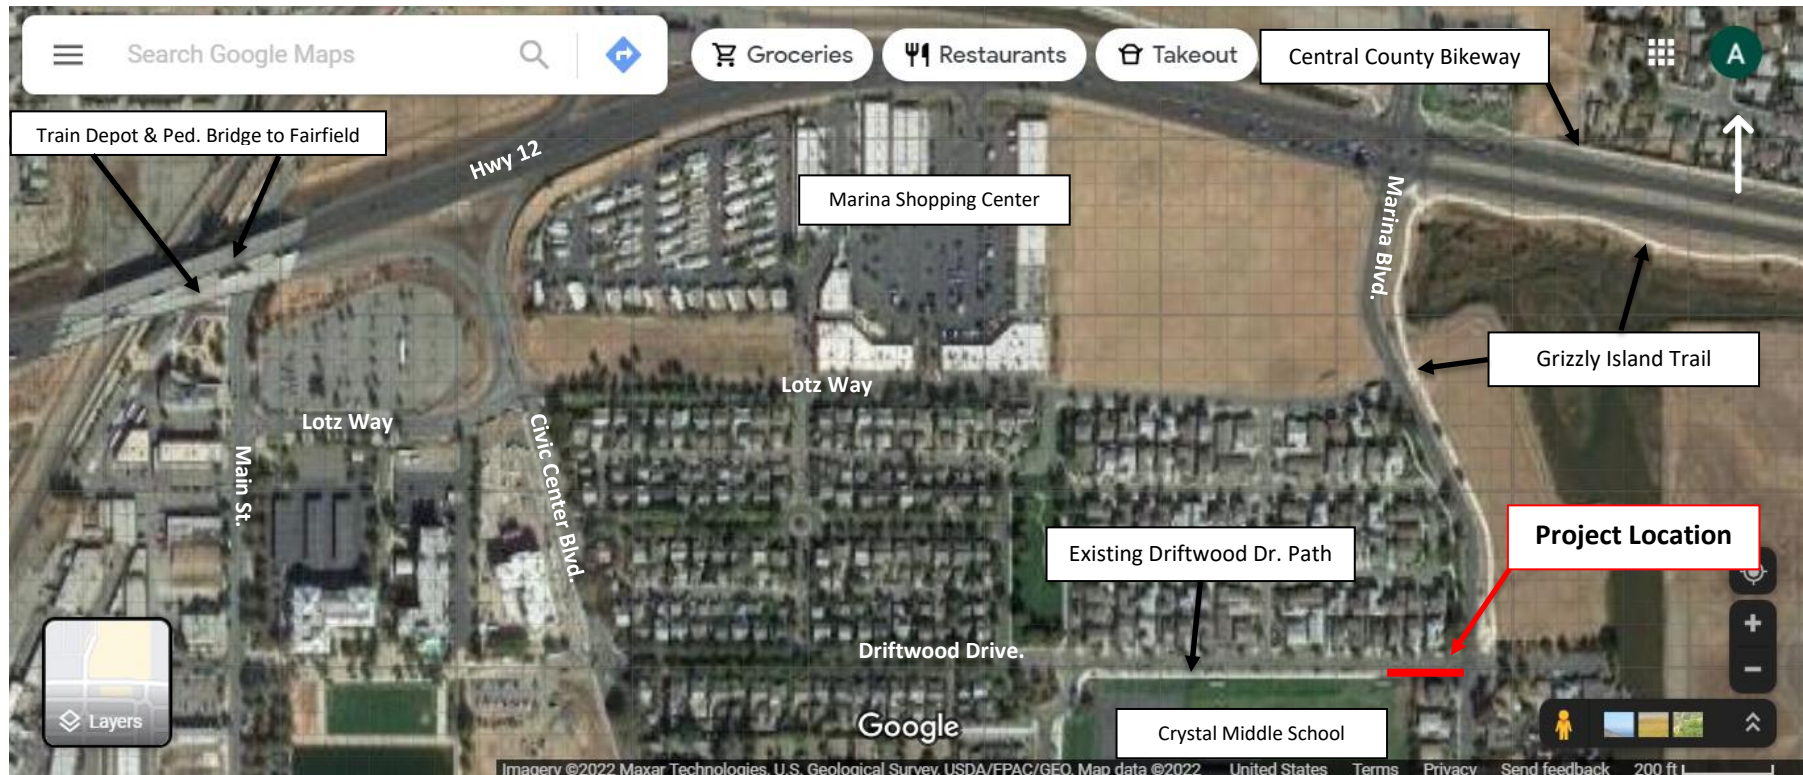 Search Google Maps
Groceries
Restaurants
Takeout
Central County Bikeway
A
Train Depot & Ped. Bridge to Fairfield
Hwy 12
Marina Shopping Center
Marina Blvd.
Grizzly Island Trail
Lotz Way
Lotz Way
Civic Center Blvd.
Main St.
Project Location
Existing Driftwood Dr. Path
Driftwood Drive.
Layers
Google
Crystal Middle School
Imagery ©2022 Maxar Technologies, U.S. Geological Survey, USDA/FPAC/GEO, Map data ©2022 United States Terms Privacy Send feedback 200 ft